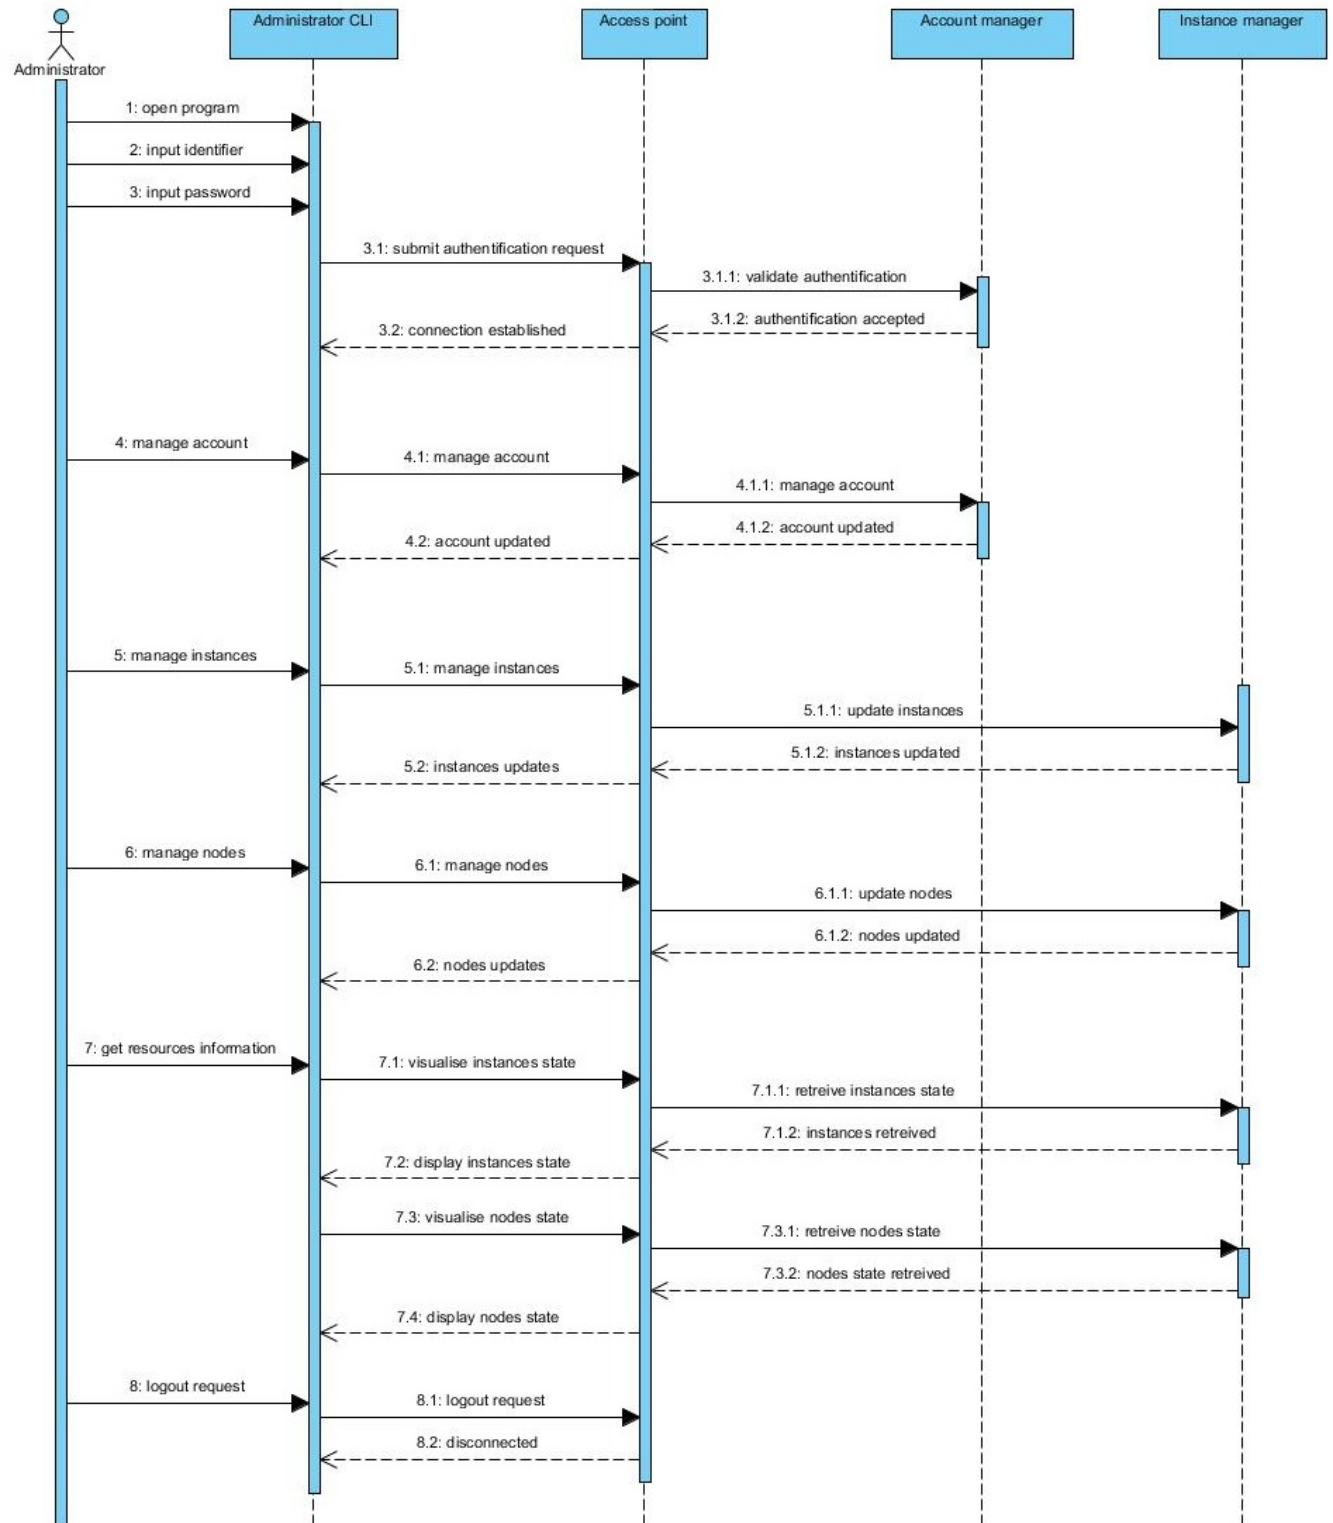 Administrator CLI
Access point
Account manager
Instance manager
Administrator
1: open program
2: input identifier
3: input password
3.1: submit authentification request
3.1.1: validate authentification
3.1.2: authentification accepted
3.2: connection established
4: manage account
4.1: manage account
4.1.1: manage account
4.1.2: account updated
4.2: account updated
5: manage instances
5.1: manage instances
5.1.1: update instances
5.1.2: instances updated
5.2: instances updates
6: manage nodes
6.1: manage nodes
6.1.1: update nodes
6.1.2: nodes updated
6.2: nodes updates
7: get resources information
7.1: visualise instances state
7.1.1: retreive instances state
7.1.2: instances retreived
7.2: display instances state
7.3: visualise nodes state
7.3.1: retreive nodes state
7.3.2: nodes state retreived
7.4: display nodes state
8: logout request
8.1: logout request
8.2: disconnected